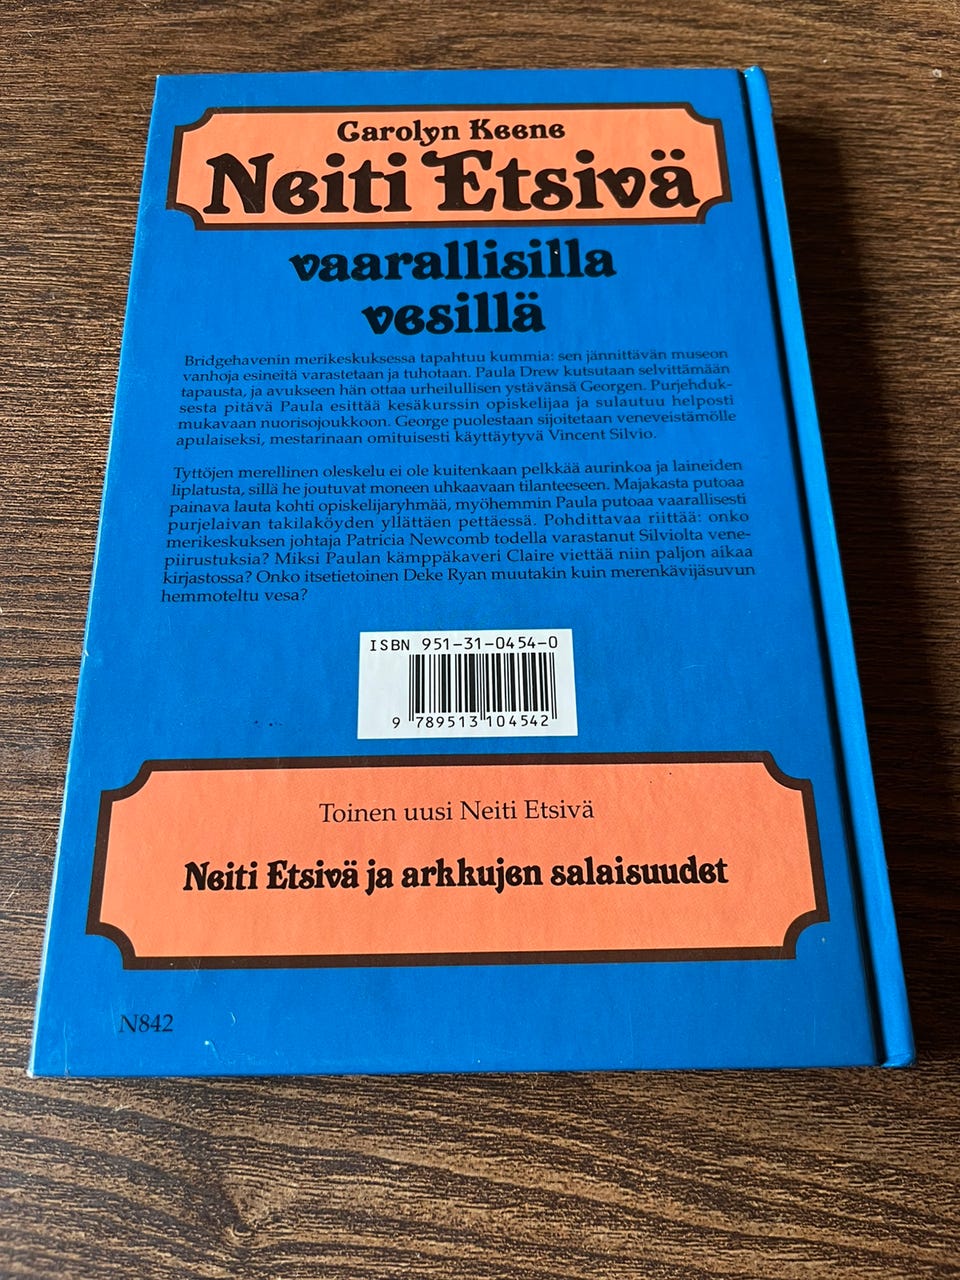 Carolyn Keene
Neiti Etsivä
vaarallisilla
vesillä
Bridgehavenin merikeskuksessa tapahtuu kummia: sen jännittävän museon
vanhoja esineitä varastetaan ja tuhotaan. Paula Drew kutsutaan selvittämään
tapausta, ja avukseen hän ottaa urheilullisen ystävänsä Georgen. Purjehduk-
sesta pitävä Paula esittää kesäkurssin opiskelijaa ja sulautuu helposti
mukavaan nuorisojoukkoon. George puolestaan sijoitetaan veneveistämölle
apulaiseksi, mestarinaan omituisesti käyttäytyvä Vincent Silvio.
Tyttöjen merellinen oleskelu ei ole kuitenkaan pelkkää aurinkoa ja laineiden
liplatusta, sillä he joutuvat moneen uhkaavaan tilanteeseen. Majakasta putoaa
painava lauta kohti opiskelijaryhmää, myöhemmin Paula putoaa vaarallisesti
purjelaivan takilaköyden yllättäen pettäessä. Pohdittavaa riittää: onko
merikeskuksen johtaja Patricia Newcomb todella varastanut Silviolta vene-
piirustuksia? Miksi Paulan kämppäkaveri Claire viettää niin paljon aikaa
kirjastossa? Onko itsetietoinen Deke Ryan muutakin kuin merenkävijäsuvun
hemmoteltu vesa?
ISBN 951-31-0454-0
9 789513 104542
Toinen uusi Neiti Etsivä
Neiti Etsivä ja arkkujen salaisuudet
N842